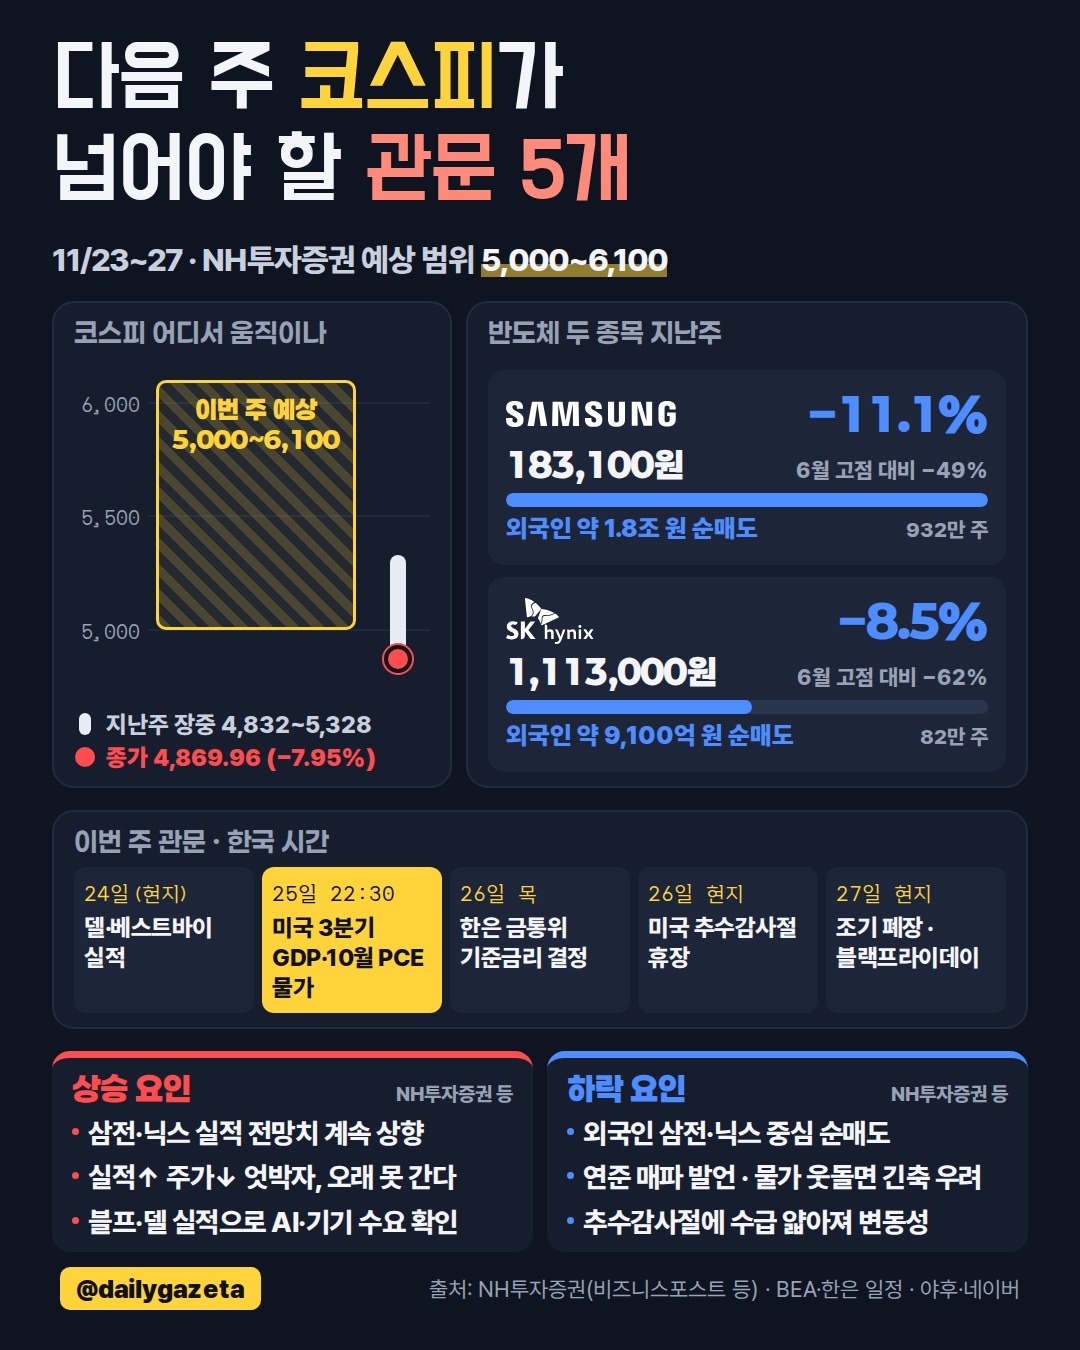 다음 주 코스피가
넘어야 할 관문 5개
11/23~27 · NH투자증권 예상 범위 5,000~6,100
코스피 어디서 움직이나
6,000
이번 주 예상
5,000~6,100
5,500
5,000
지난주 장중 4,832~5,328
종가 4,869.96 (−7.95%)
반도체 두 종목 지난주
SAMSUNG
−11.1%
183,100원
6월 고점 대비 −49%
외국인 약 1.8조 원 순매도
932만 주
SK hynix
−8.5%
1,113,000원
6월 고점 대비 −62%
외국인 약 9,100억 원 순매도
82만 주
이번 주 관문 · 한국 시간
24일 (현지)
델·베스트바이
실적
25일 22:30
미국 3분기
GDP·10월 PCE
물가
26일 목
한은 금통위
기준금리 결정
26일 현지
미국 추수감사절
휴장
27일 현지
조기 폐장 ·
블랙프라이데이
상승 요인
NH투자증권 등
• 삼전·닉스 실적 전망치 계속 상향
• 실적↑ 주가↓ 엇박자, 오래 못 간다
• 블프·델 실적으로 AI·기기 수요 확인
하락 요인
NH투자증권 등
• 외국인 삼전·닉스 중심 순매도
• 연준 매파 발언 · 물가 웃돌면 긴축 우려
• 추수감사절에 수급 얇아져 변동성
@dailygazeta
출처: NH투자증권(비즈니스포스트 등) · BEA·한은 일정 · 야후·네이버